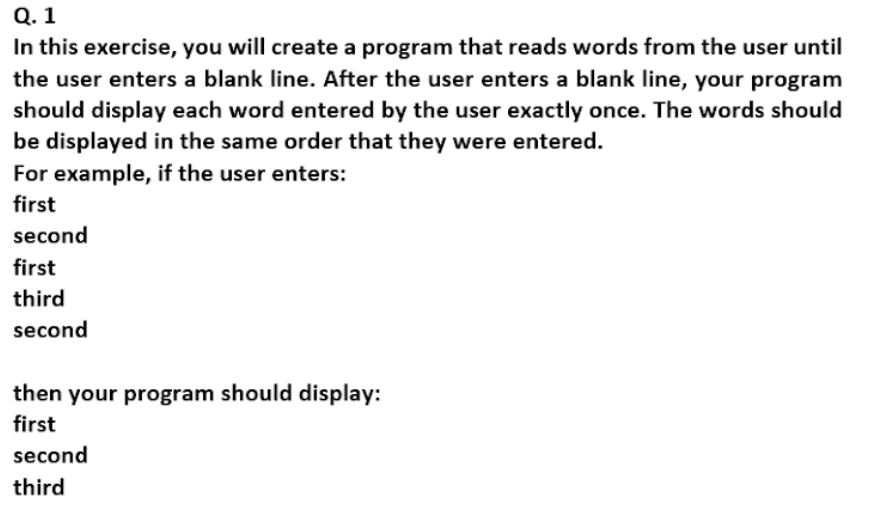 Q. 1
In this exercise, you will create a program that reads words from the user until
the user enters a blank line. After the user enters a blank line, your program
should display each word entered by the user exactly once. The words should
be displayed in the same order that they were entered.
For example, if the user enters:
first
second
first
third
second
then your program should display:
first
second
third